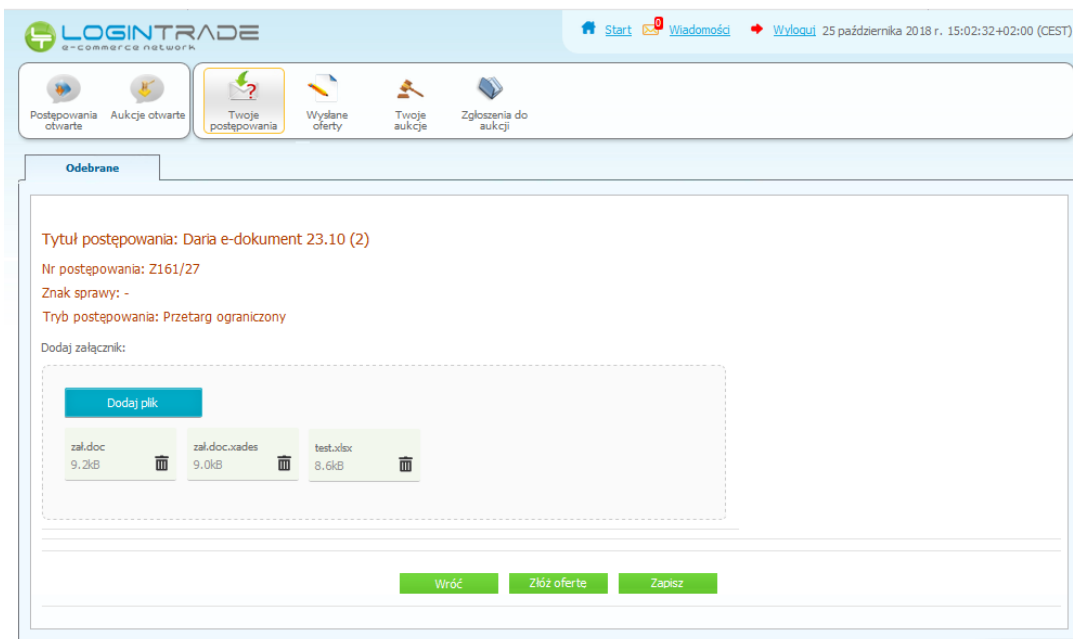 LOGINTRADE
e-commerce network
Start 0 Wiadomości Wyloguj 25 października 2018 r. 15:02:32+02:00 (CEST)
Postępowania otwarte
Aukcje otwarte
Twoje postępowania
Wysłane oferty
Twoje aukcje
Zgłoszenia do aukcji
Odebrane
Tytuł postępowania: Daria e-dokument 23.10 (2)
Nr postępowania: Z161/27
Znak sprawy: -
Tryb postępowania: Przetarg ograniczony
Dodaj załącznik:
Dodaj plik
zał.doc
9.2kB
zał.doc.xades
9.0kB
test.xlsx
8.6kB
Wróć Złóż ofertę Zapisz